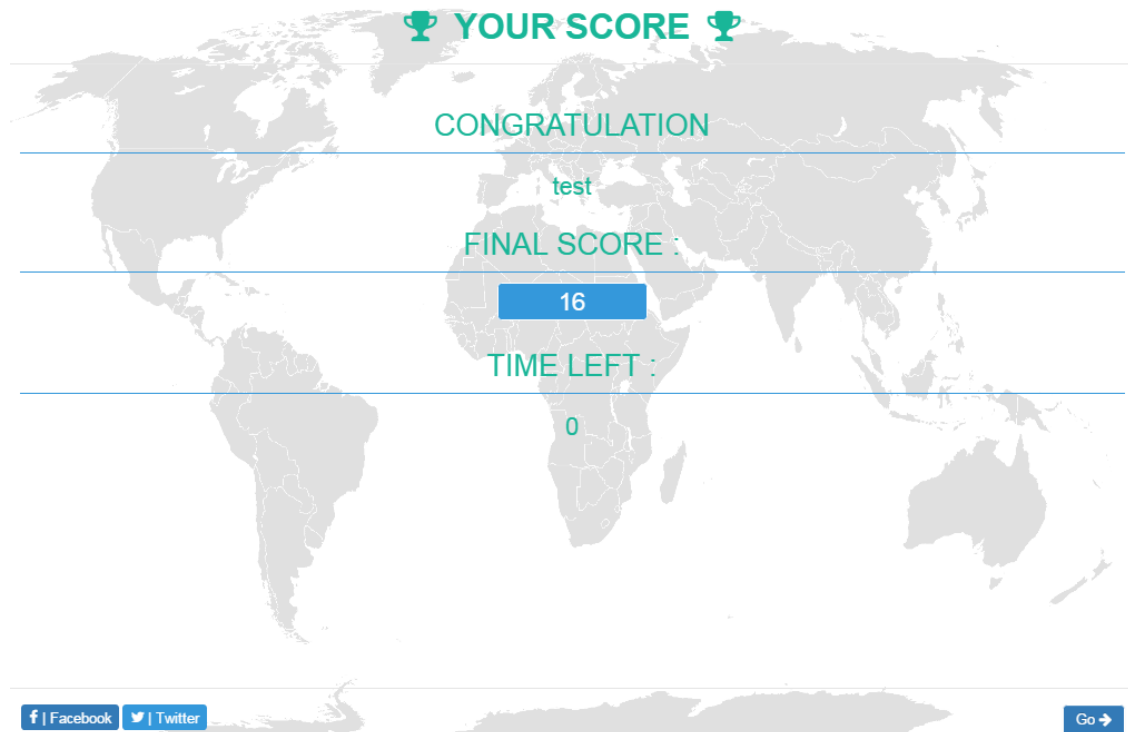 YOUR SCORE
CONGRATULATION
test
FINAL SCORE :
16
TIME LEFT :
0
| Facebook | Twitter Go